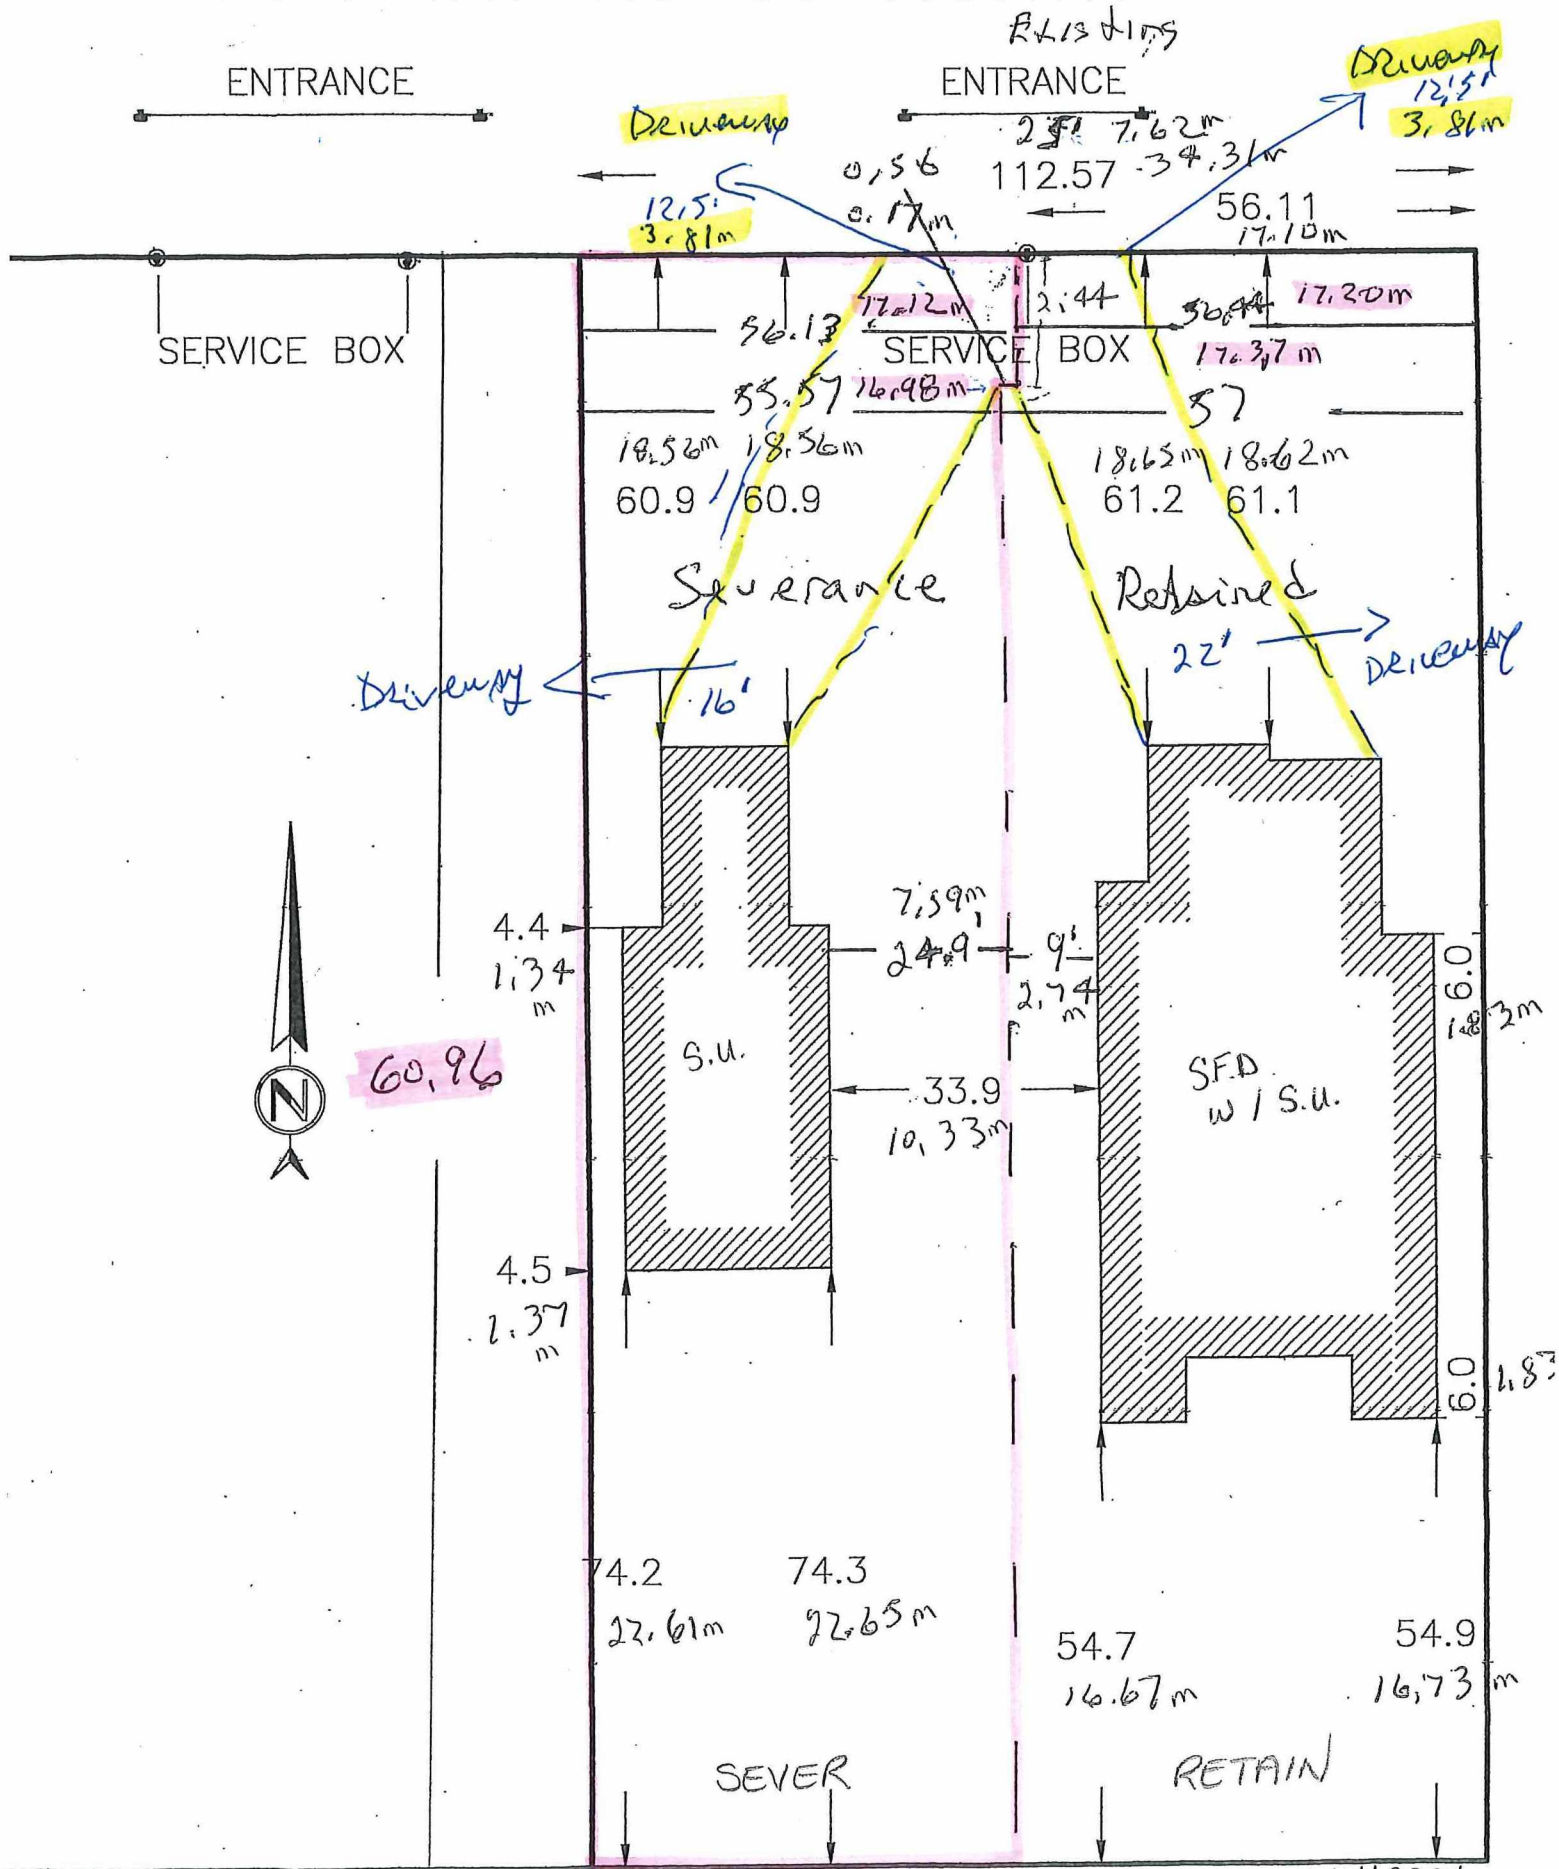 Existing
ENTRANCE
ENTRANCE
Driveway
12,5'
3,81m
Driveway
12,5'
3.81m
0,56
0.17m
7.62m
112.57 34,31m
56.11
17.10m
SERVICE BOX
56.13 17.12m
2,44
56.44 17.20m
SERVICE BOX
17.37m
55.57 16.98m
57
18.56m 18.56m
60.9 60.9
18.65m 18.62m
61.2 61.1
Severance
Retained
Driveway
16'
22'
Driveway
4.4
1,34
m
7,59m
24.9'
9'
2,74
m
6.0
60.96
S.U.
33.9
10,33m
SFD
w/ S.U.
4.5
1.37
m
6.0
1.83
74.2
22.61m
74.3
22.65m
54.7
16.67m
54.9
16,73m
SEVER
RETAIN
N